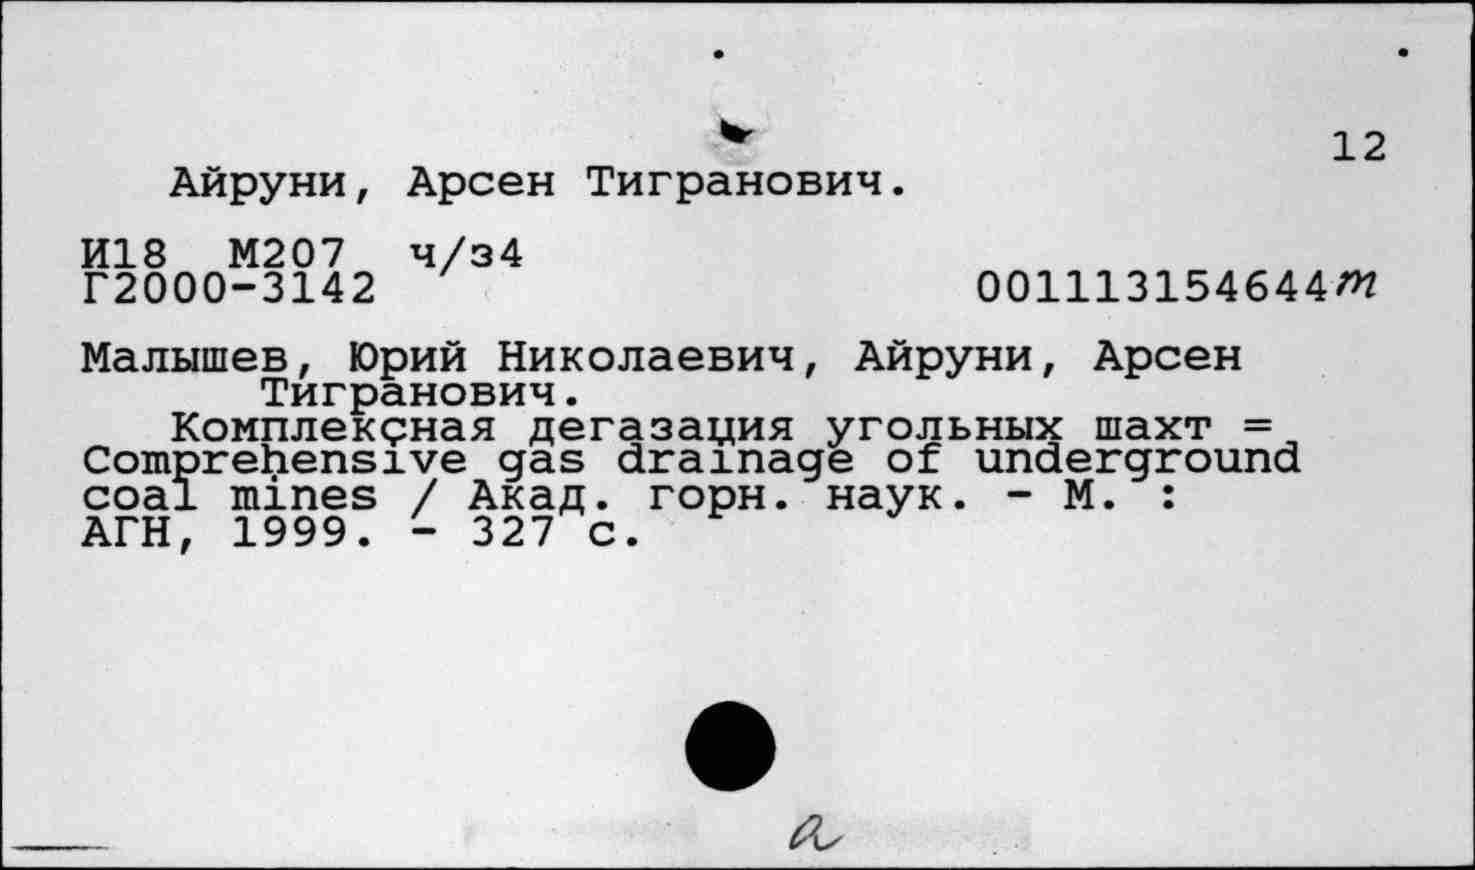 12
Айруни, Арсен Тигранович.
И18 М207 ч/з4
Г2000-3142 001113154644m
Малышев, Юрий Николаевич, Айруни, Арсен
Тигранович.
Комплексная дегазация угольных шахт =
Comprehensive gas drainage of underground
coal mines / Акад. горн. наук. - М. :
АГН, 1999. - 327 с.
a